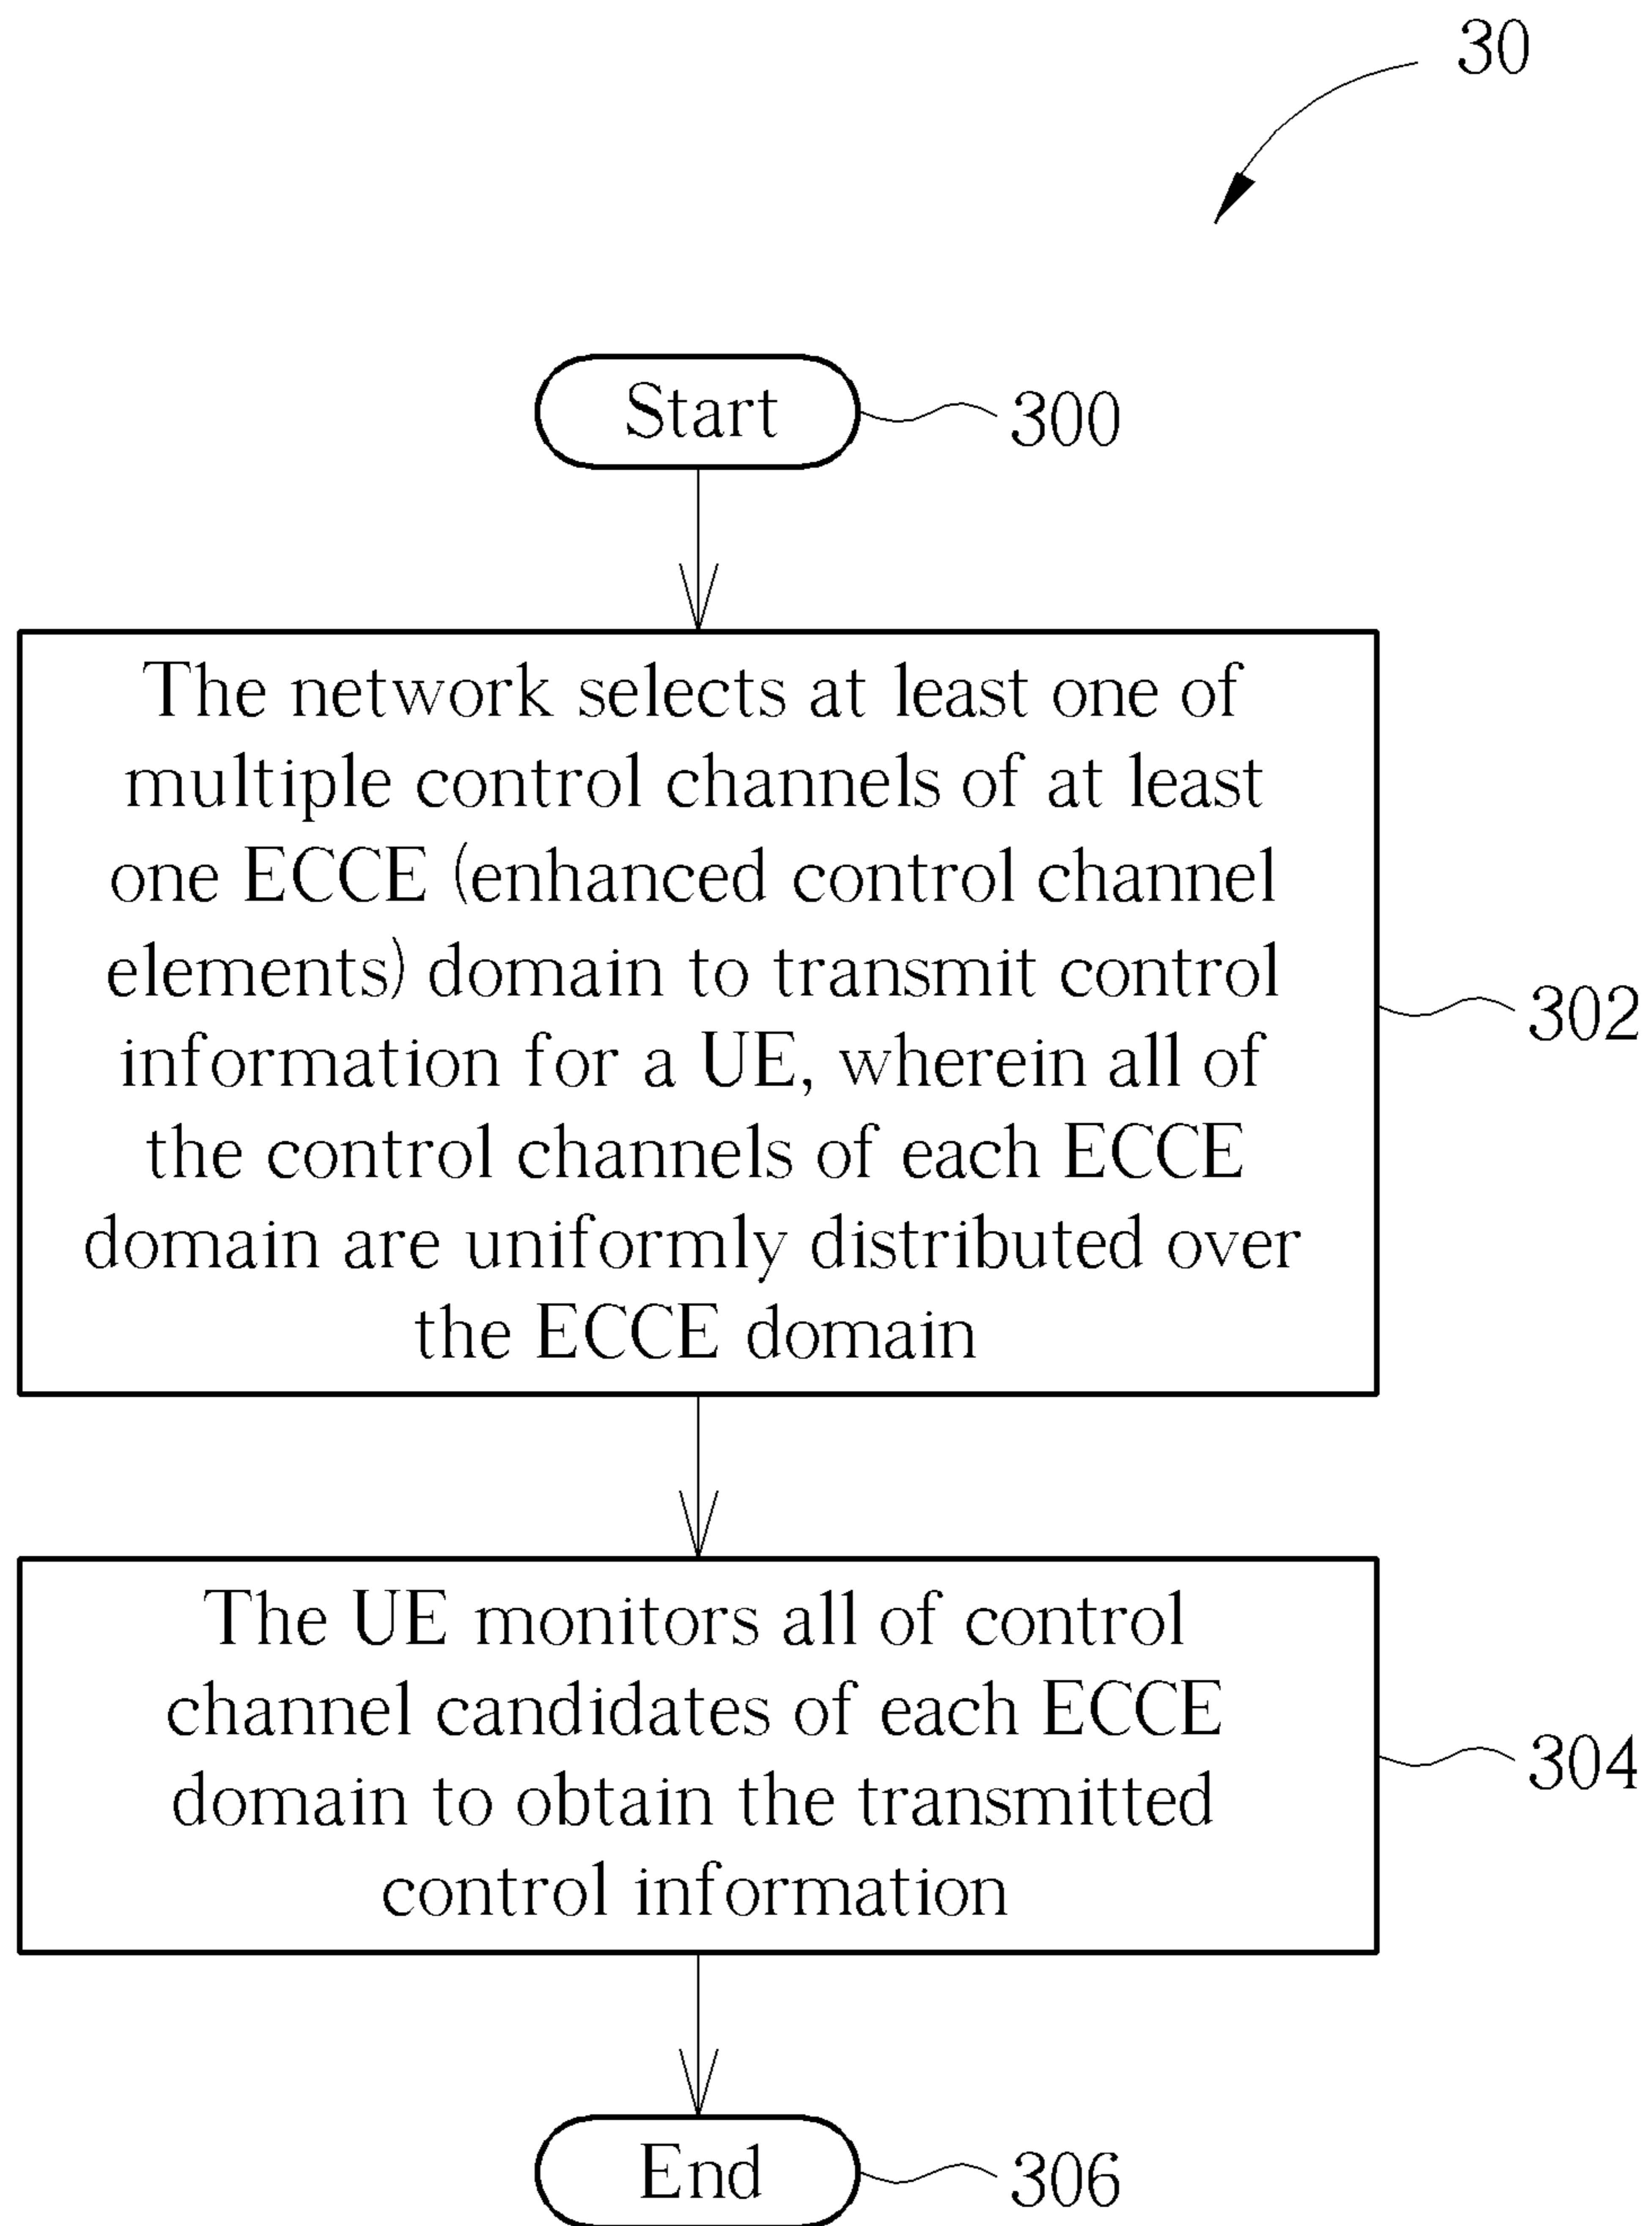 30
Start
300
The network selects at least one of
multiple control channels of at least
one ECCE (enhanced control channel
elements) domain to transmit control
information for a UE, wherein all of
the control channels of each ECCE
domain are uniformly distributed over
the ECCE domain
302
The UE monitors all of control
channel candidates of each ECCE
domain to obtain the transmitted
control information
304
End
306